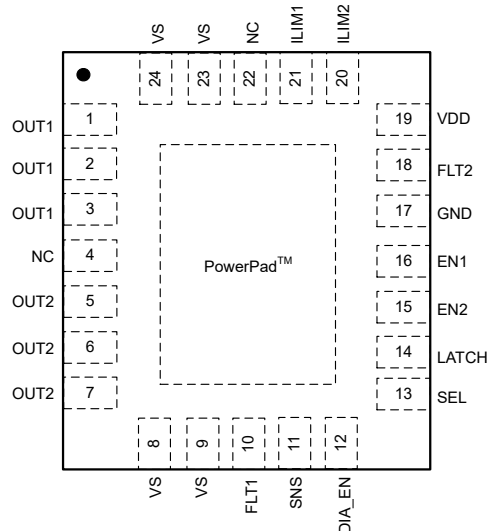 VS
VS
NC
ILIM1
ILIM2
24
23
22
21
20
OUT1
1
19
VDD
OUT1
2
18
FLT2
OUT1
3
17
GND
NC
4
16
EN1
PowerPad™
OUT2
5
15
EN2
OUT2
6
14
LATCH
OUT2
7
13
SEL
8
9
10
11
12
VS
VS
FLT1
SNS
DIA_EN